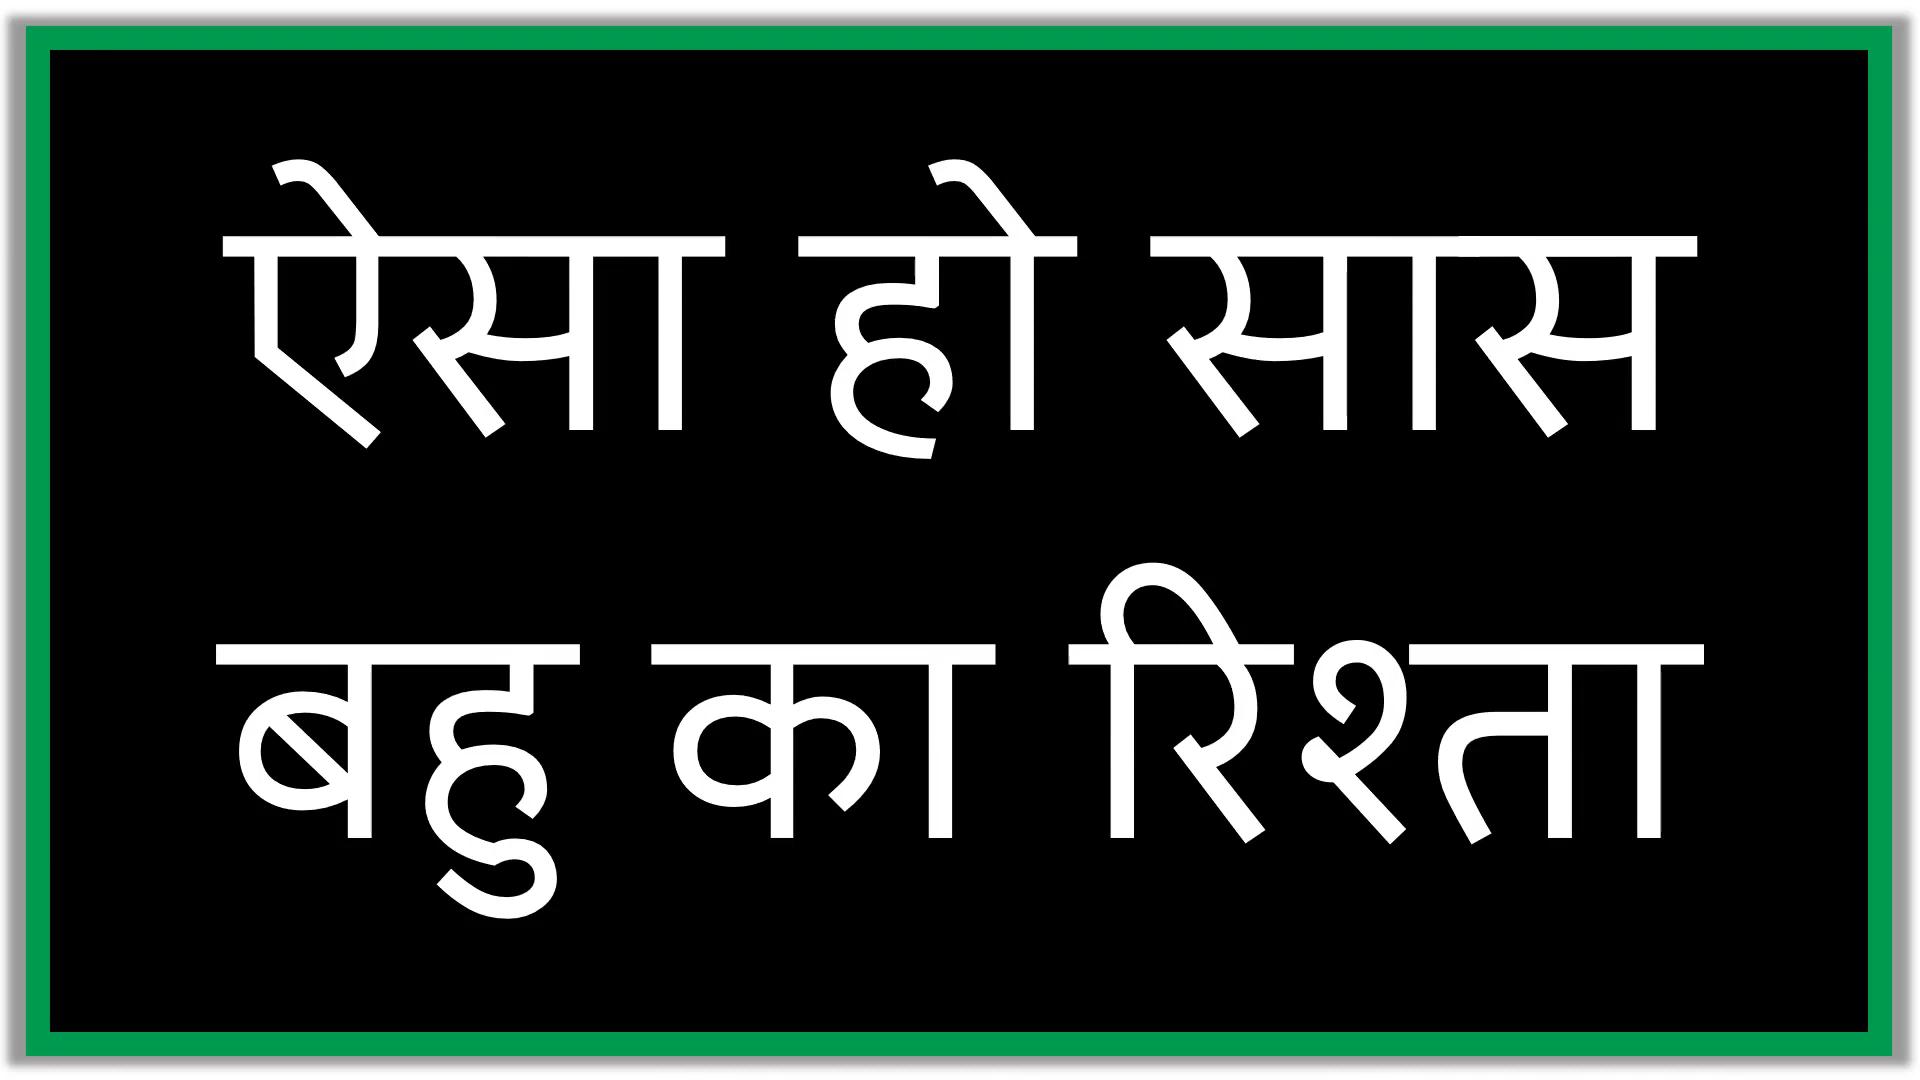 ऐसा हो सास
बहु का रिश्ता